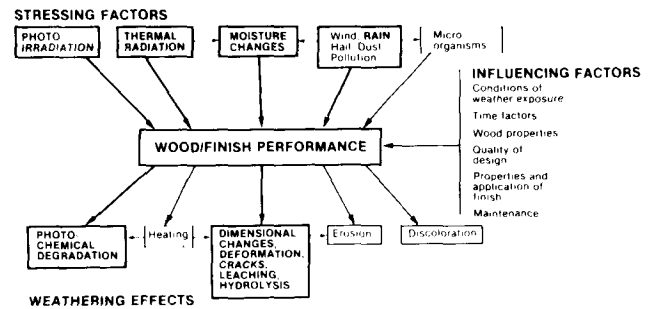 STRESSING FACTORS
PHOTO
IRRADIATION
THERMAL
RADIATION
MOISTURE
CHANGES
Wind, RAIN
Hail, Dust
Pollution
Micro
organisms
INFLUENCING FACTORS
Conditions of
weather exposure
Time factors
Wood properties
Quality of
design
Properties and
application of
finish
Maintenance
WOOD/FINISH PERFORMANCE
PHOTO-
CHEMICAL
DEGRADATION
Heating
DIMENSIONAL
CHANGES,
DEFORMATION,
CRACKS,
LEACHING,
HYDROLYSIS
Erosion
Discoloration
WEATHERING EFFECTS